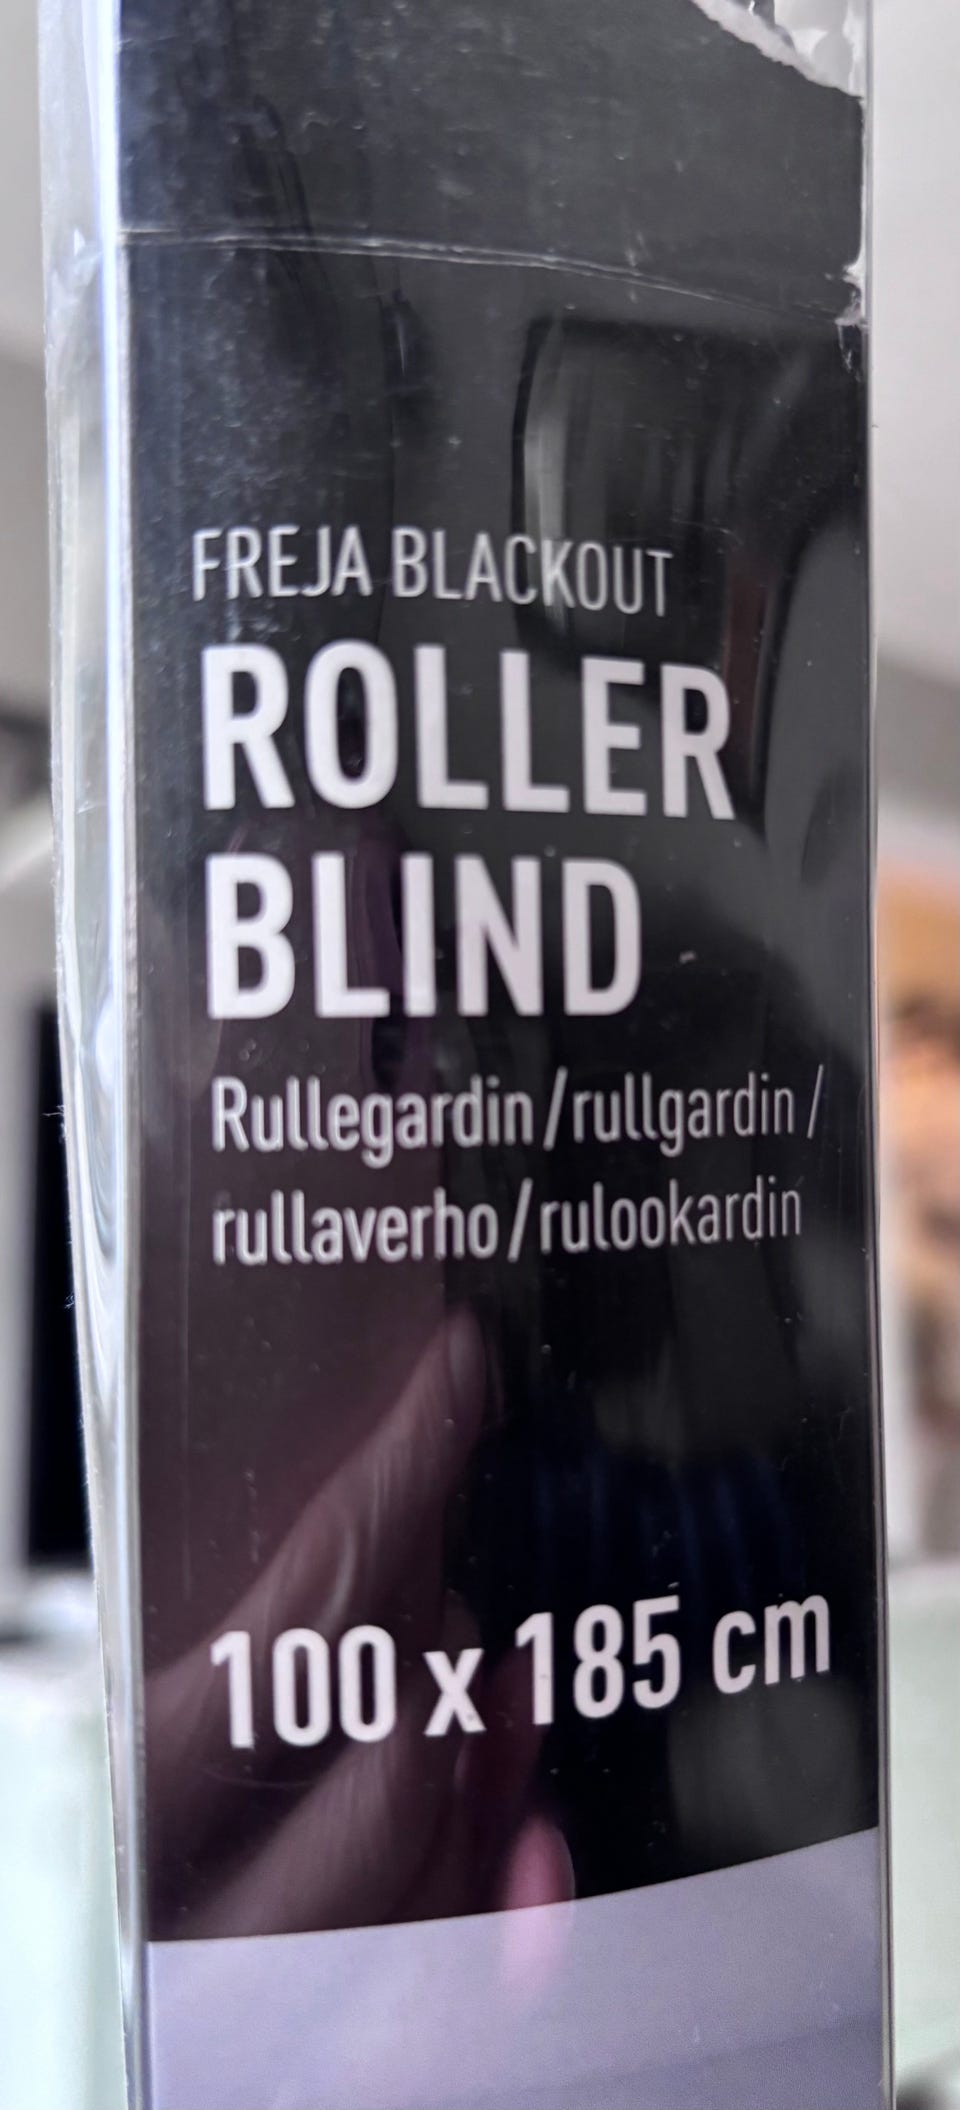 FREJA BLACKOUT
ROLLER
BLIND
Rullegardin/rullgardin/
rullaverho/rulookardin
100 x 185 cm